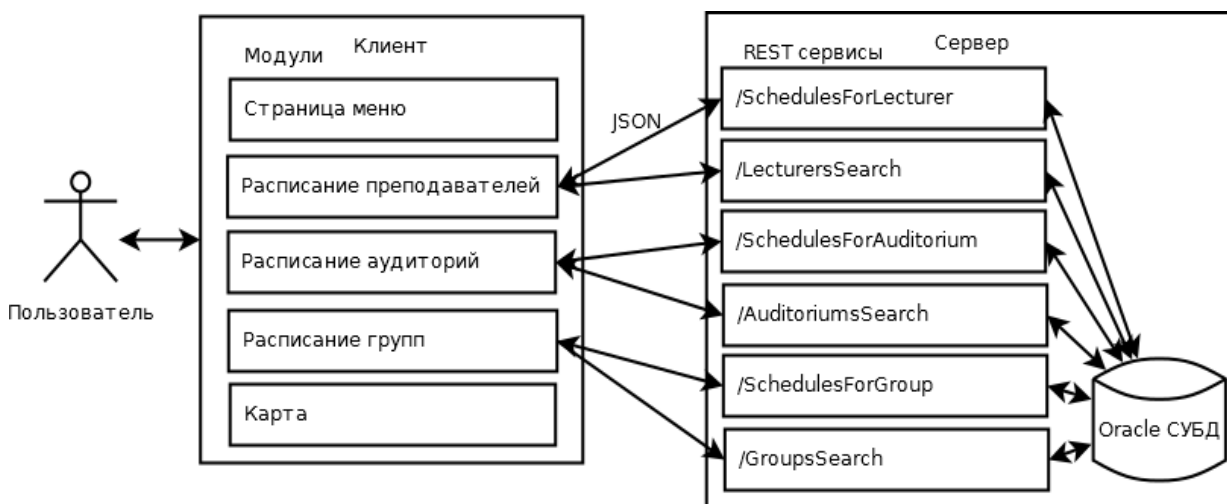 Клиент
Модули
Страница меню
Расписание преподавателей
Расписание аудиторий
Расписание групп
Карта
Пользователь
JSON
Сервер
REST сервисы
/SchedulesForLecturer
/LecturersSearch
/SchedulesForAuditorium
/AuditoriumsSearch
/SchedulesForGroup
/GroupsSearch
Oracle СУБД